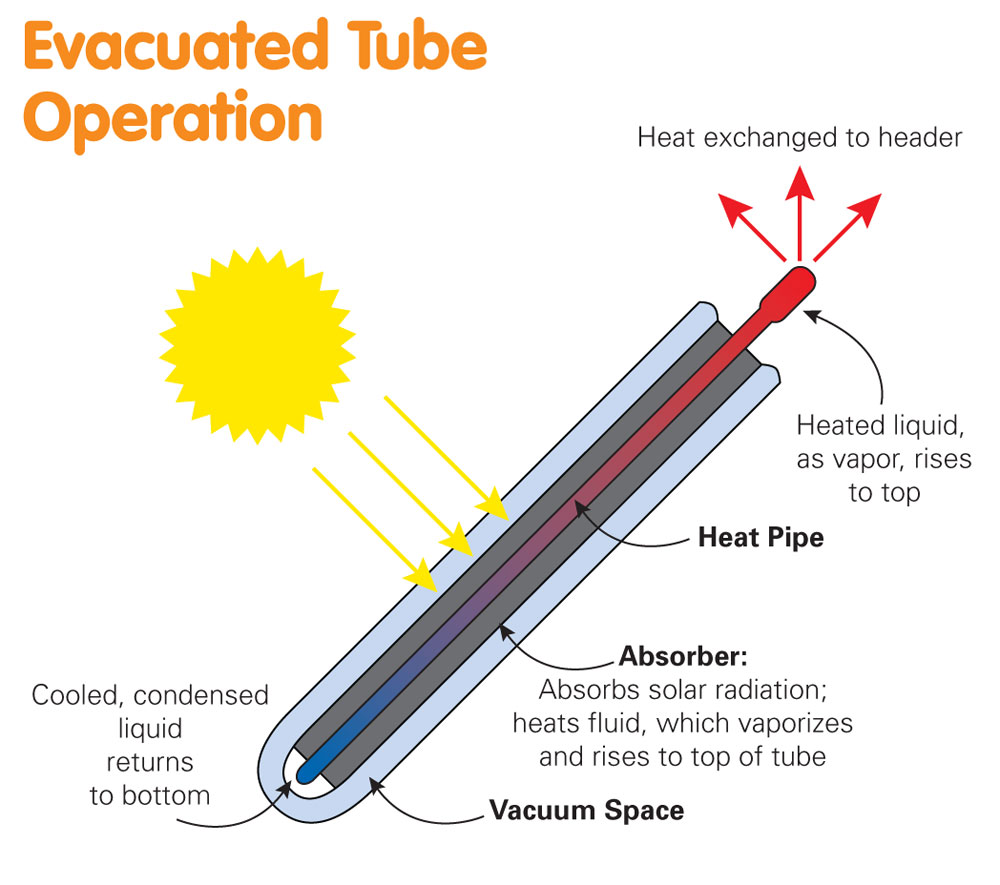 Evacuated Tube
Operation
Heat exchanged to header
Heated liquid,
as vapor, rises
to top
Heat Pipe
Absorber:
Absorbs solar radiation;
heats fluid, which vaporizes
and rises to top of tube
Cooled, condensed
liquid
returns
to bottom
Vacuum Space